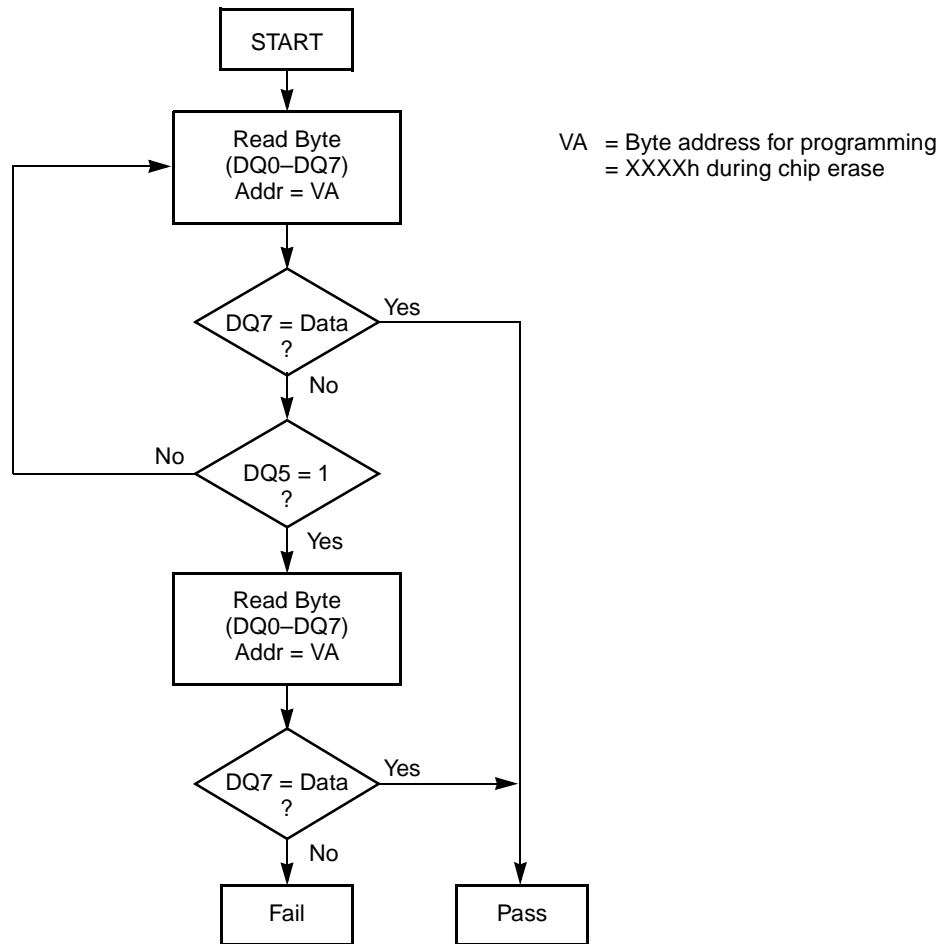 START
Read Byte
(DQ0–DQ7)
Addr = VA
VA = Byte address for programming
= XXXXh during chip erase
DQ7 = Data
?
Yes
No
DQ5 = 1
?
No
Yes
Read Byte
(DQ0–DQ7)
Addr = VA
DQ7 = Data
?
Yes
No
Fail
Pass